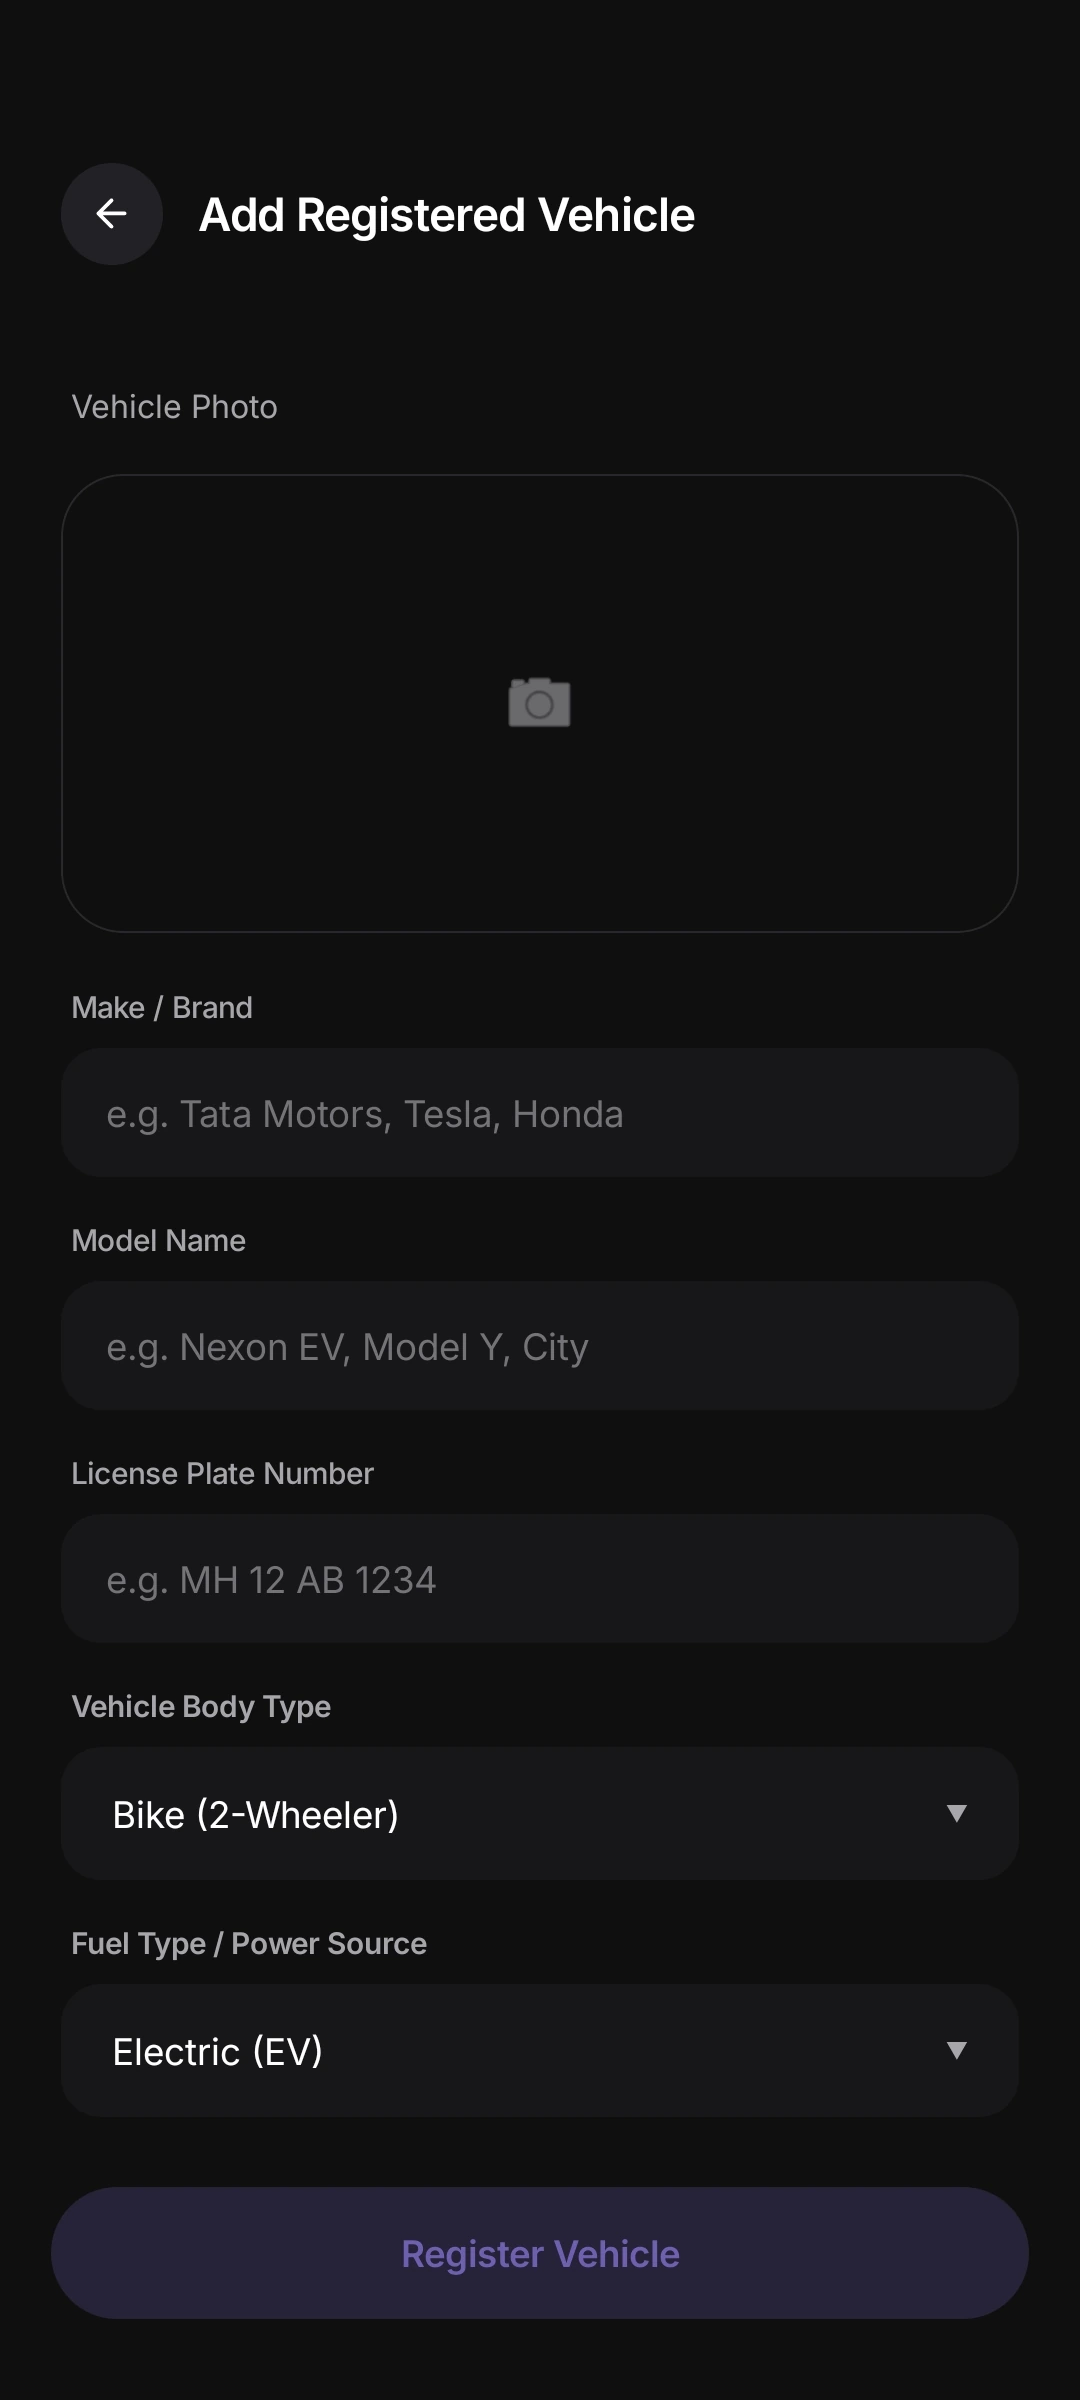 Add Registered Vehicle
Vehicle Photo
Make / Brand
e.g. Tata Motors, Tesla, Honda
Model Name
e.g. Nexon EV, Model Y, City
License Plate Number
e.g. MH 12 AB 1234
Vehicle Body Type
Bike (2-Wheeler)
Fuel Type / Power Source
Electric (EV)
Register Vehicle